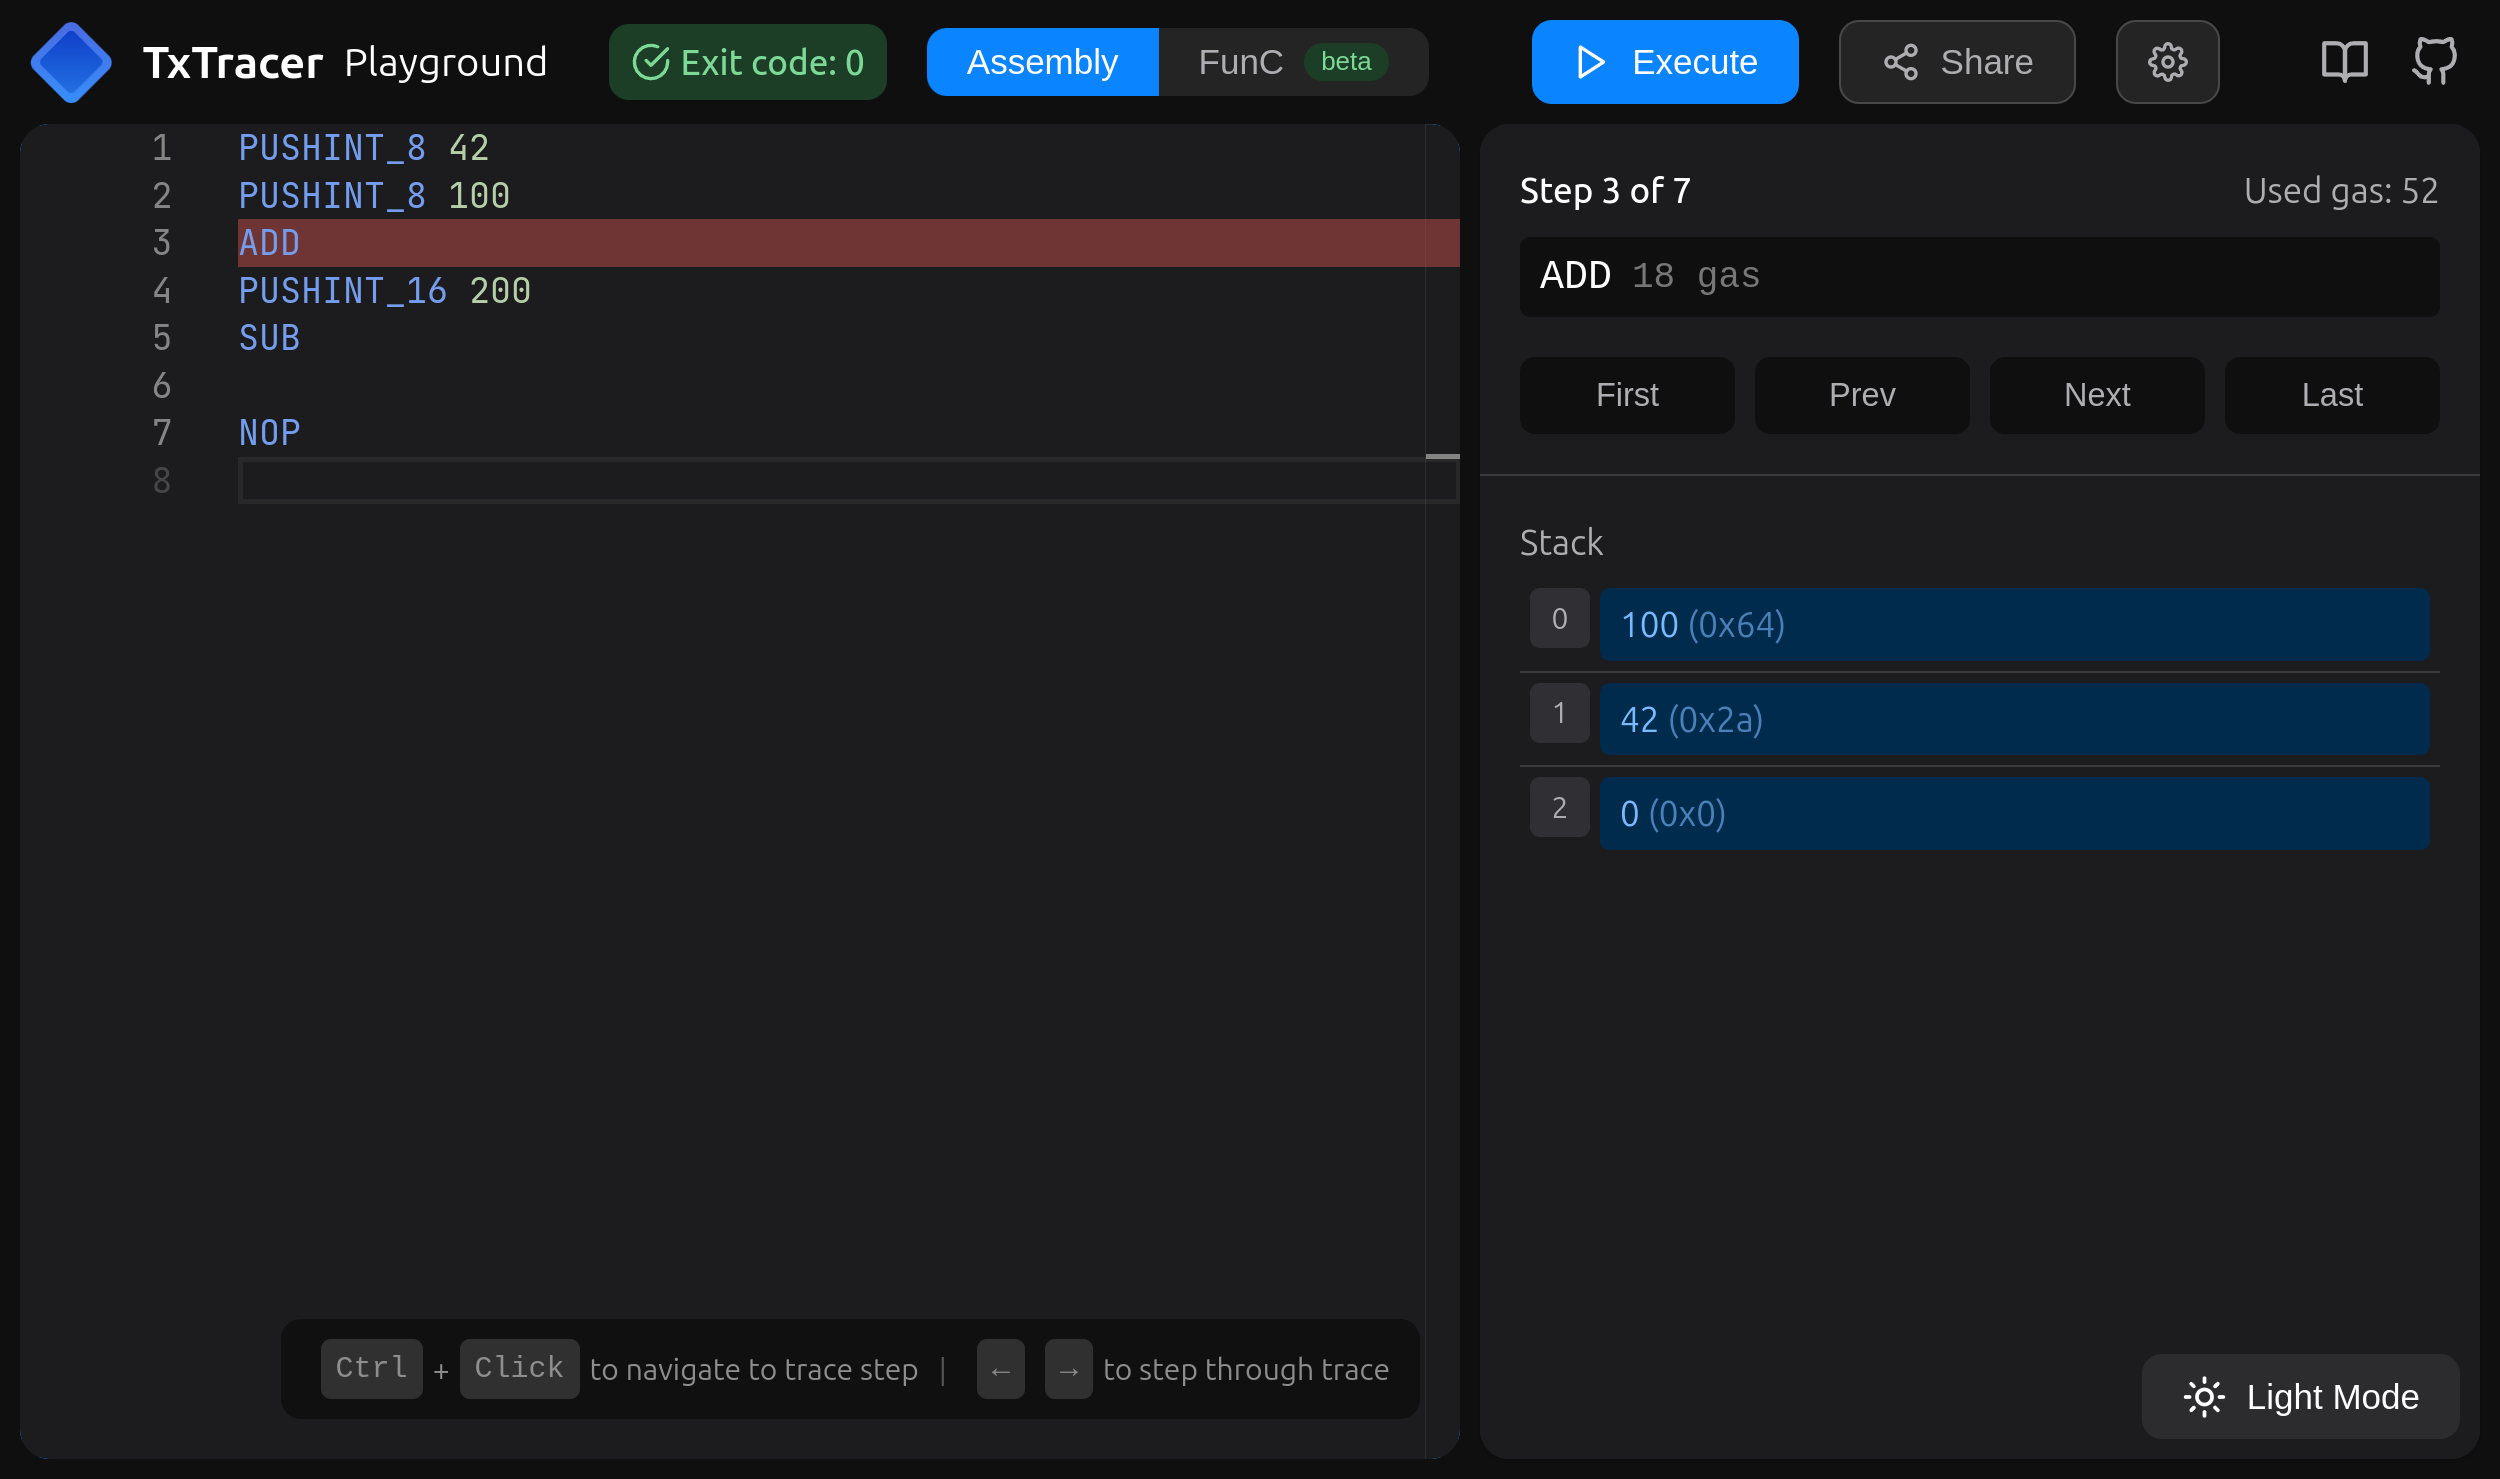 TxTracer Playground
Exit code: 0
Assembly
FunC beta
Execute
Share
1 PUSHINT_8 42
2 PUSHINT_8 100
3 ADD
4 PUSHINT_16 200
5 SUB
6
7 NOP
8
Ctrl + Click to navigate to trace step | ← → to step through trace
Step 3 of 7
Used gas: 52
ADD 18 gas
First
Prev
Next
Last
Stack
0 100 (0x64)
1 42 (0x2a)
2 0 (0x0)
Light Mode